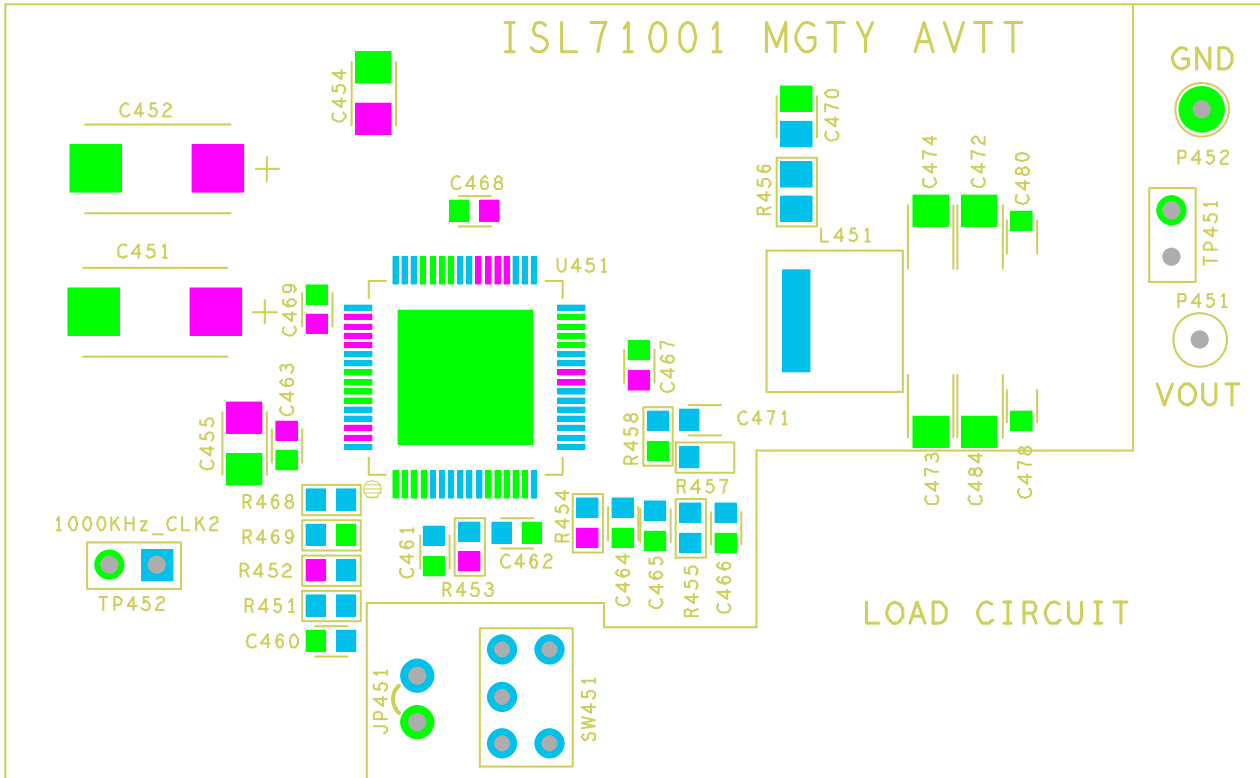 ISL71001 MGTY AVTT
GND
C454
C452
C470
P452
C474
C472
C480
R456
C468
TP451
L451
C451
U451
P451
C469
C467
VOUT
C463
C471
C455
R458
R457
C473
C484
C478
R468
1000KHz_CLK2
R469
C461
C462
R454
C464
C465
R455
C466
R452
R453
TP452
R451
C460
LOAD CIRCUIT
JP451
SW451